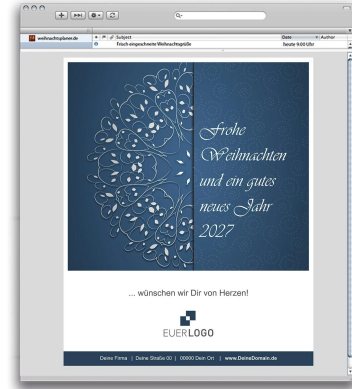 Subject Date Author
weihnachtsplaner.de Frisch eingeschneite Weihnachtsgrüße heute 9.00 Uhr
Frohe
Weihnachten
und ein gutes
neues Jahr
2027
... wünschen wir Dir von Herzen!
EUERLOGO
Deine Firma | Deine Straße 00 | 00000 Dein Ort | www.DeineDomain.de